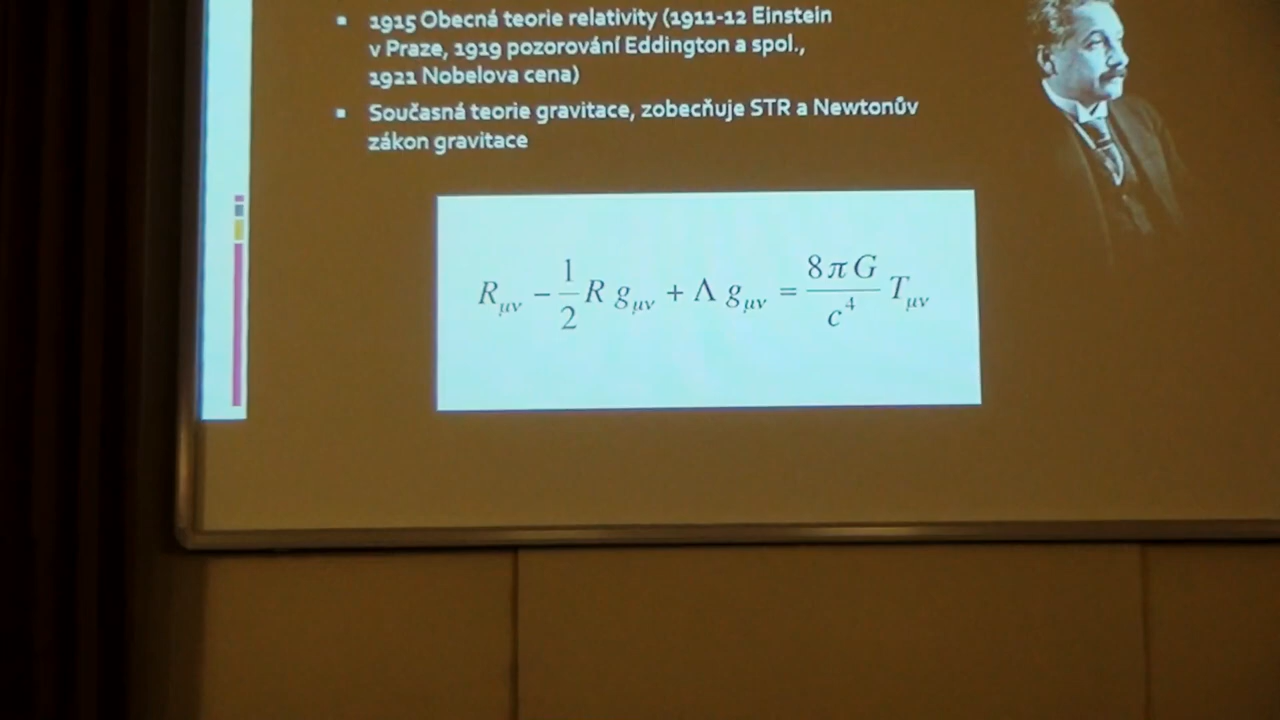 1915 Obecná teorie relativity (1911-12 Einstein
v Praze, 1919 pozorování Eddington a spol.,
1921 Nobelova cena)
Současná teorie gravitace, zobecňuje STR a Newtonův
zákon gravitace
R_μν − 1/2 R g_μν + Λ g_μν = 8πG/c⁴ T_μν